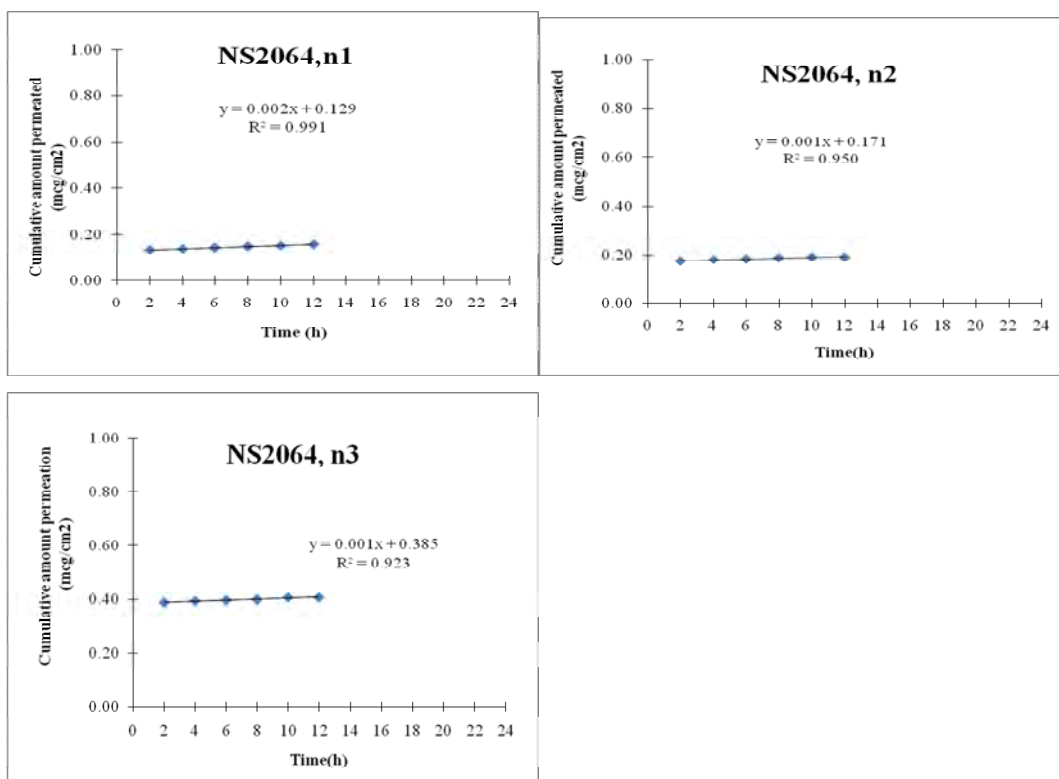 NS2064,n1
y = 0.002x + 0.129
R² = 0.991
Cumulative amount permeated
(mcg/cm2)
1.00
0.80
0.60
0.40
0.20
0.00
0 2 4 6 8 10 12 14 16 18 20 22 24
Time (h)
NS2064, n2
y = 0.001x + 0.171
R² = 0.950
Cumulative amount permeated
(mcg/cm2)
1.00
0.80
0.60
0.40
0.20
0.00
0 2 4 6 8 10 12 14 16 18 20 22 24
Time(h)
NS2064, n3
y = 0.001x + 0.385
R² = 0.923
Cumulative amount permeation
(mcg/cm2)
1.00
0.80
0.60
0.40
0.20
0.00
0 2 4 6 8 10 12 14 16 18 20 22 24
Time(h)